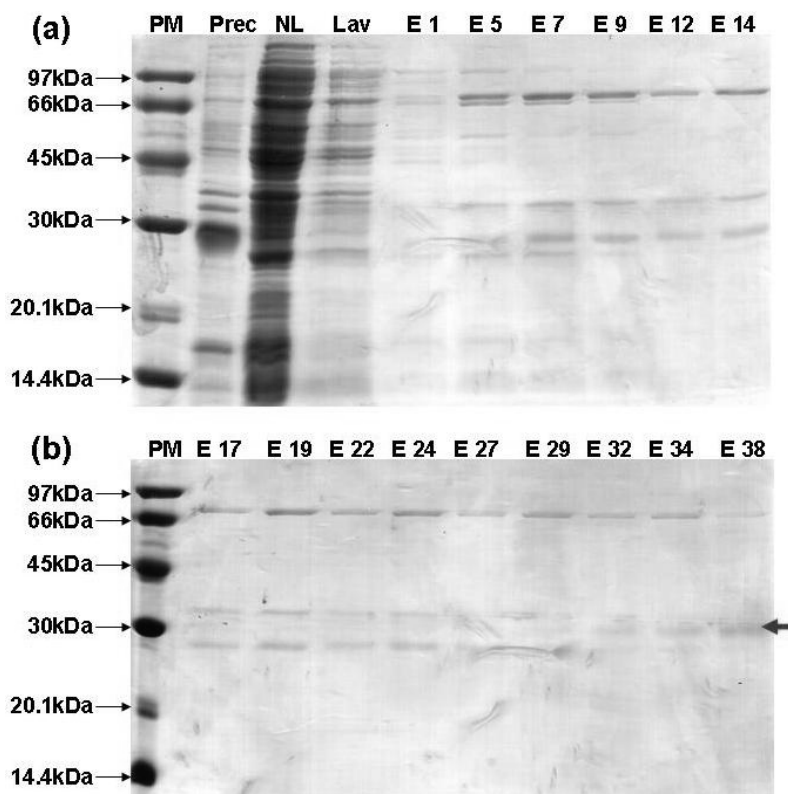 (a) PM Prec NL Lav E 1 E 5 E 7 E 9 E 12 E 14
97kDa
66kDa
45kDa
30kDa
20.1kDa
14.4kDa
(b) PM E 17 E 19 E 22 E 24 E 27 E 29 E 32 E 34 E 38
97kDa
66kDa
45kDa
30kDa
20.1kDa
14.4kDa